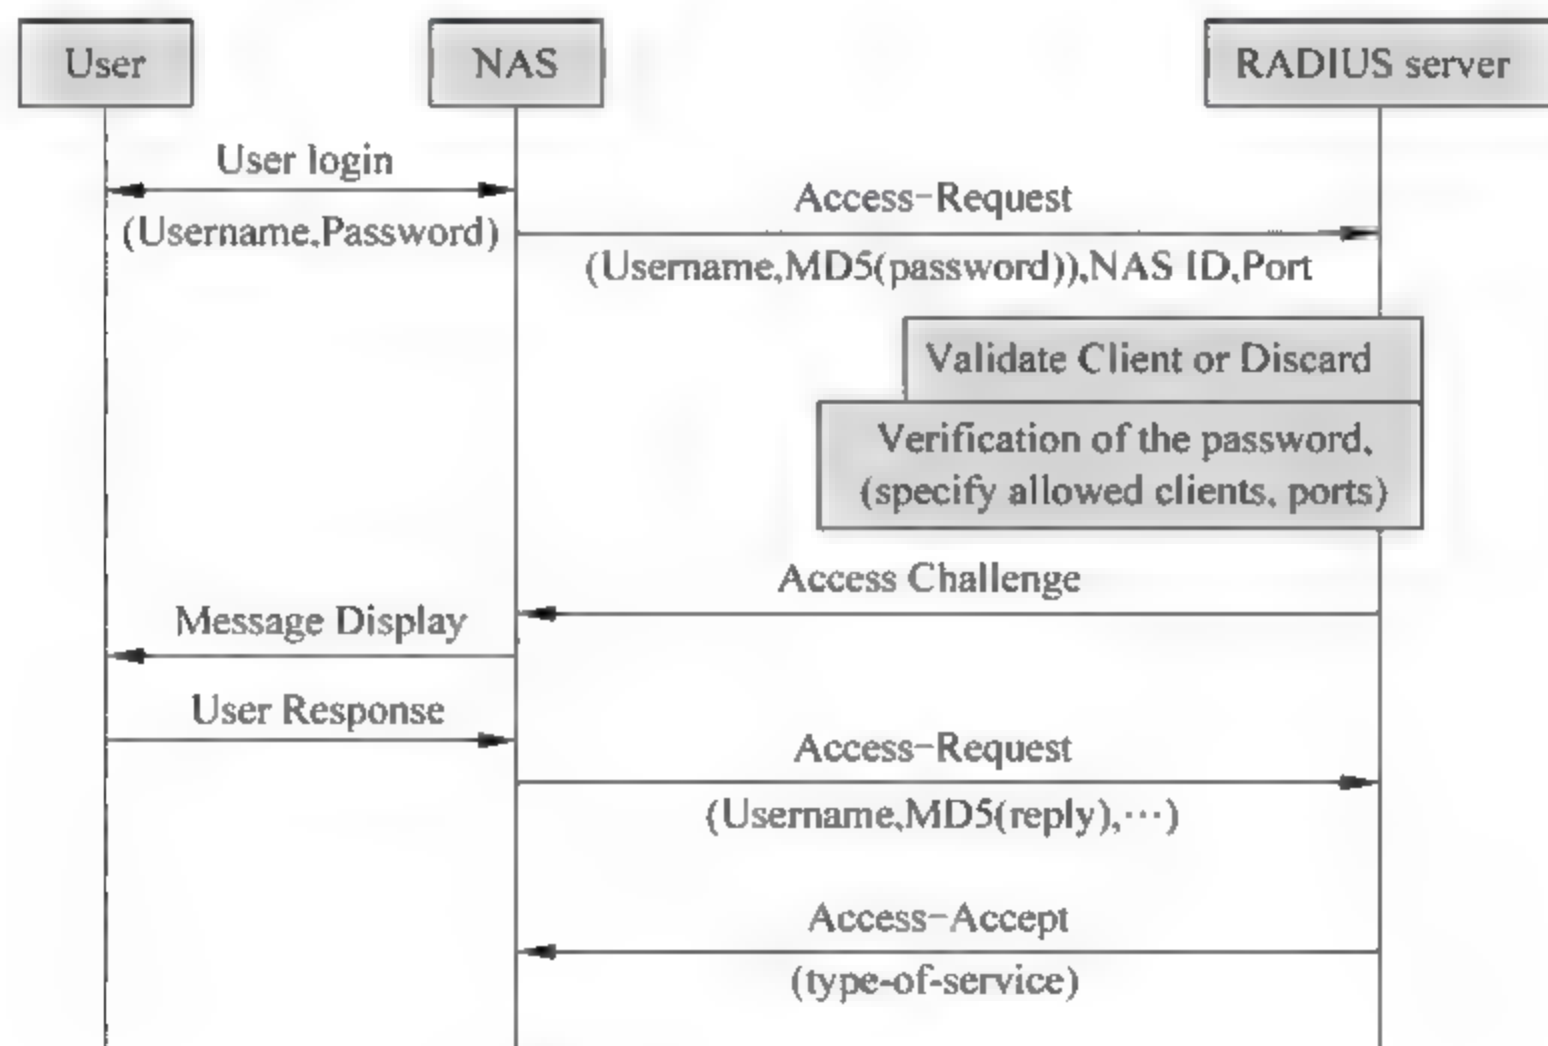 User
NAS
RADIUS server
User login
(Username,Password)
Access-Request
(Username,MD5(password)),NAS ID,Port
Validate Client or Discard
Verification of the password,
(specify allowed clients, ports)
Access Challenge
Message Display
User Response
Access-Request
(Username,MD5(reply),···)
Access-Accept
(type-of-service)